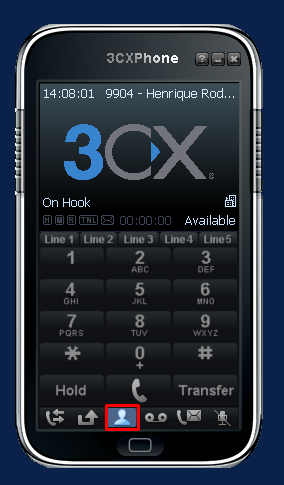 3CXPhone ?
14:08:01 9904 - Henrique Rod...
3CX
On Hook
H M R TNL 00:00:00 Available
Line 1 Line 2 Line 3 Line 4 Line 5
1 2 3
ABC DEF
4 5 6
GHI JKL MNO
7 8 9
PQRS TUV WXYZ
* 0 #
+
Hold Transfer